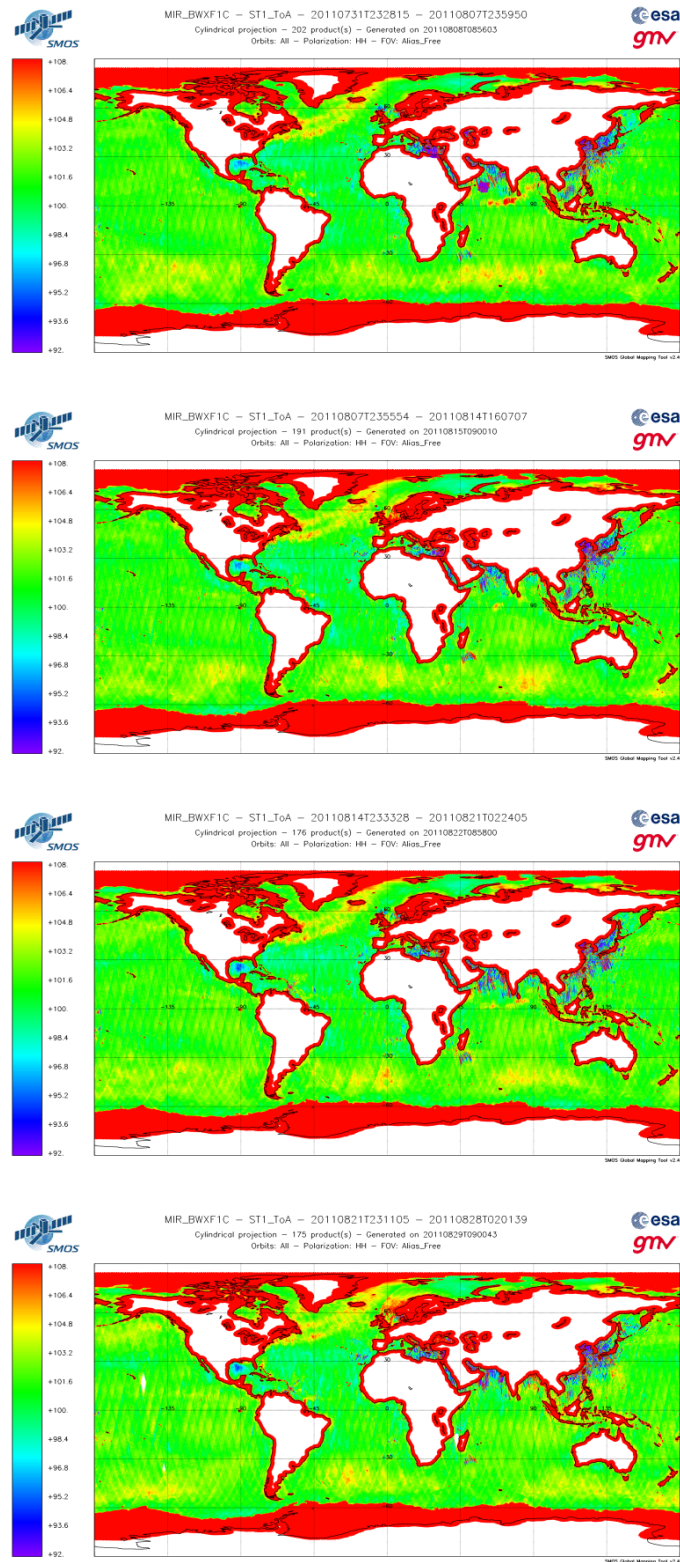 MIR_BWXF1C – ST1_ToA – 20110731T232815 – 20110807T235950
Cylindrical projection – 202 product(s) – Generated on 20110808T085603
Orbits: All – Polarization: HH – FOV: Alias_Free
SMOS
esa
gmv
+108.
+106.4
+104.8
+103.2
+101.6
+100.
+98.4
+96.8
+95.2
+93.6
+92.
SMOS Global Mapping Tool v2.4
MIR_BWXF1C – ST1_ToA – 20110807T235554 – 20110814T160707
Cylindrical projection – 191 product(s) – Generated on 20110815T090010
Orbits: All – Polarization: HH – FOV: Alias_Free
SMOS
esa
gmv
+108.
+106.4
+104.8
+103.2
+101.6
+100.
+98.4
+96.8
+95.2
+93.6
+92.
SMOS Global Mapping Tool v2.4
MIR_BWXF1C – ST1_ToA – 20110814T233328 – 20110821T022405
Cylindrical projection – 176 product(s) – Generated on 20110822T085800
Orbits: All – Polarization: HH – FOV: Alias_Free
SMOS
esa
gmv
+108.
+106.4
+104.8
+103.2
+101.6
+100.
+98.4
+96.8
+95.2
+93.6
+92.
SMOS Global Mapping Tool v2.4
MIR_BWXF1C – ST1_ToA – 20110821T231105 – 20110828T020139
Cylindrical projection – 175 product(s) – Generated on 20110829T090043
Orbits: All – Polarization: HH – FOV: Alias_Free
SMOS
esa
gmv
+108.
+106.4
+104.8
+103.2
+101.6
+100.
+98.4
+96.8
+95.2
+93.6
+92.
SMOS Global Mapping Tool v2.4